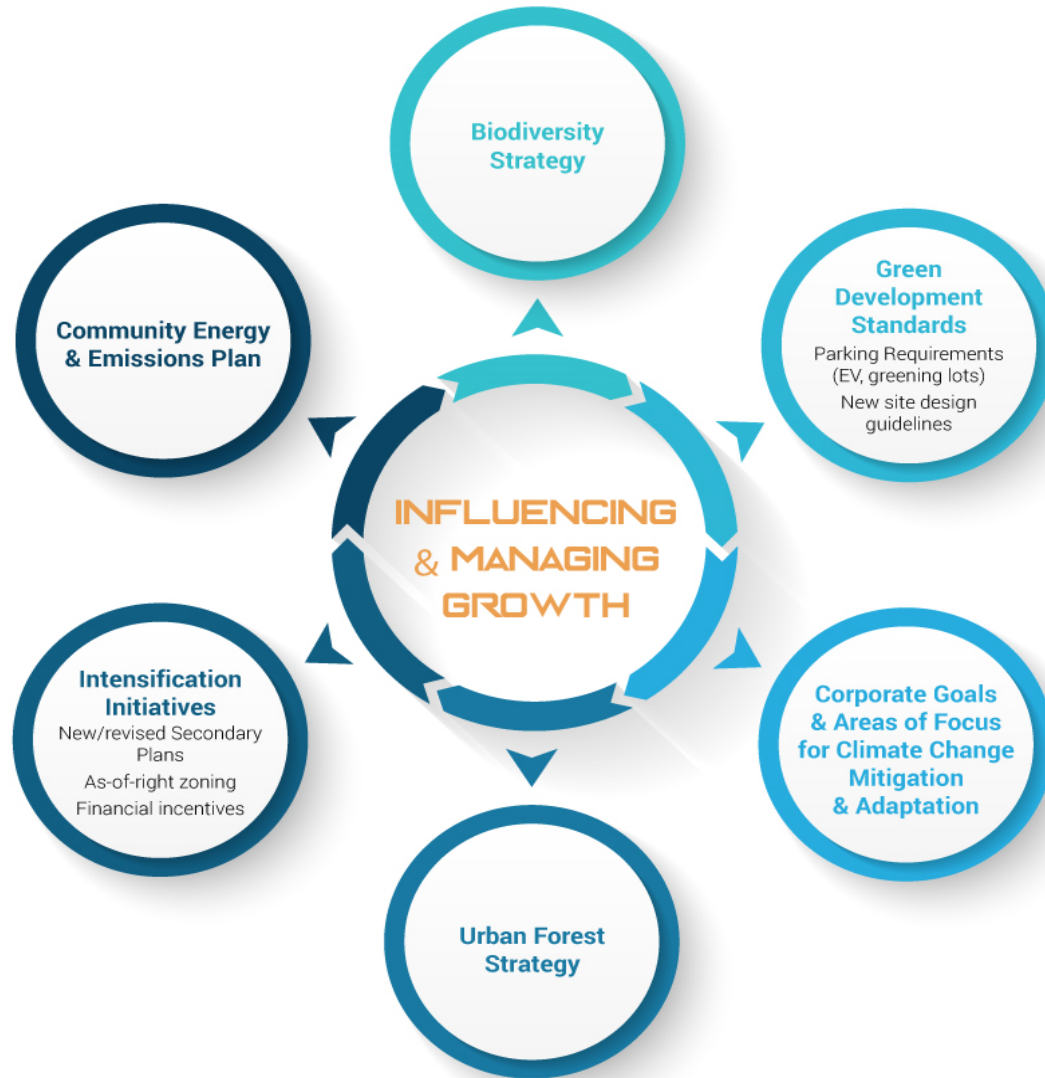 Biodiversity
Strategy
Green
Development
Standards
Parking Requirements
(EV, greening lots)
New site design
guidelines
Corporate Goals
& Areas of Focus
for Climate Change
Mitigation
& Adaptation
Urban Forest
Strategy
Intensification
Initiatives
New/revised Secondary
Plans
As-of-right zoning
Financial incentives
Community Energy
& Emissions Plan
INFLUENCING
& MANAGING
GROWTH